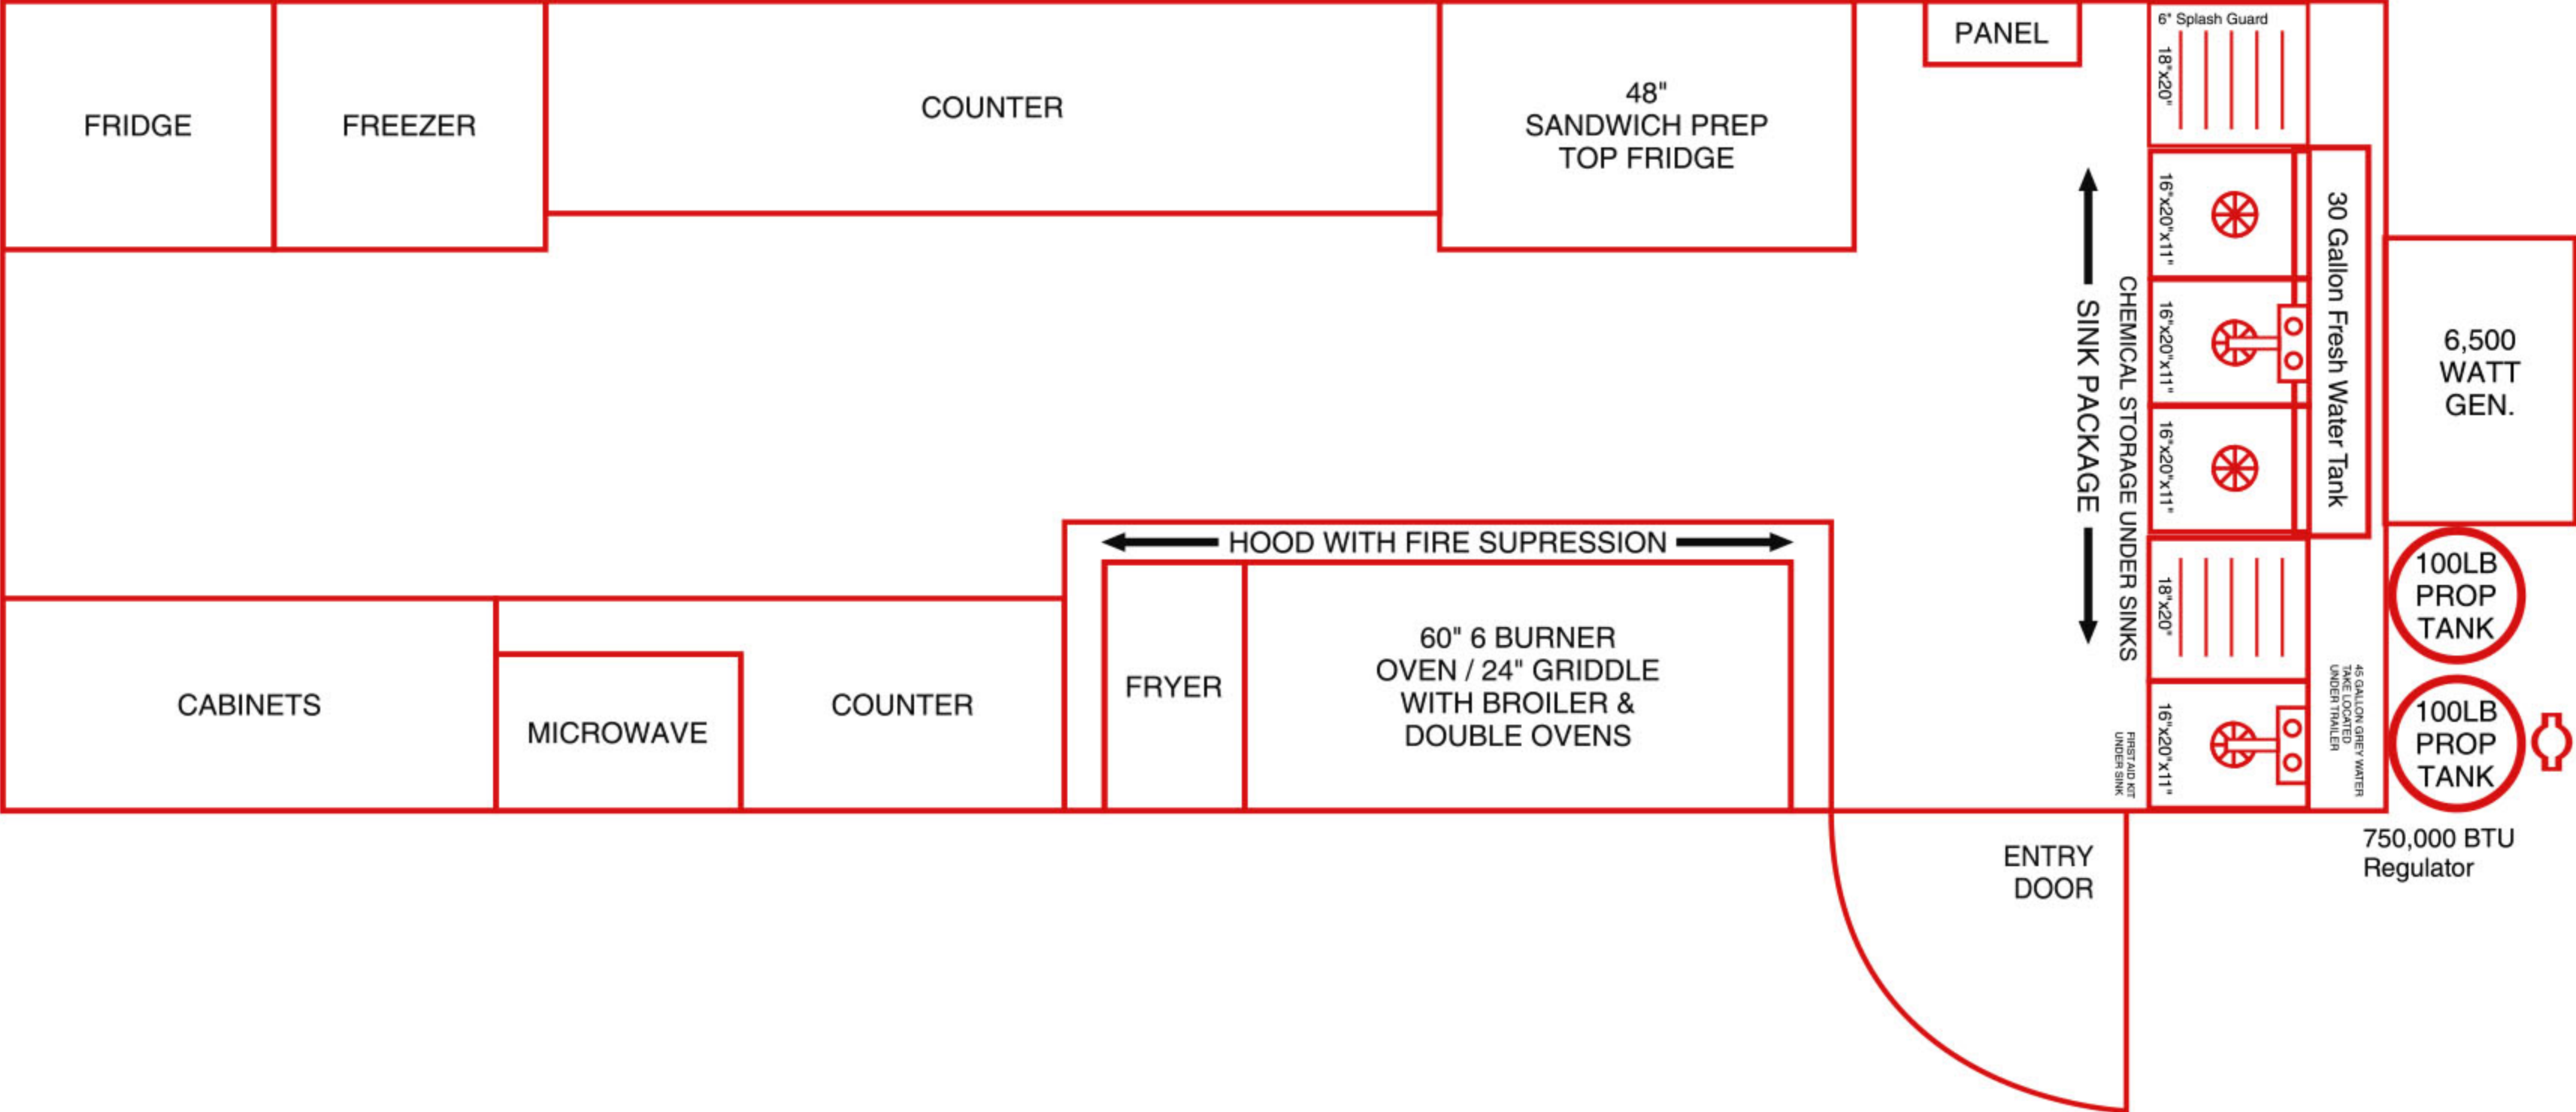 FRIDGE
FREEZER
COUNTER
48"
SANDWICH PREP
TOP FRIDGE
PANEL
6" Splash Guard
18"x20"
16"x20"x11"
16"x20"x11"
16"x20"x11"
18"x20"
16"x20"x11"
30 Gallon Fresh Water Tank
SINK PACKAGE
CHEMICAL STORAGE UNDER SINKS
6,500
WATT
GEN.
HOOD WITH FIRE SUPRESSION
FRYER
60" 6 BURNER
OVEN / 24" GRIDDLE
WITH BROILER &
DOUBLE OVENS
CABINETS
MICROWAVE
COUNTER
FIRST AID KIT
UNDER SINK
45 GALLON GREY WATER
TAKE LOCATED
UNDER TRAILER
100LB
PROP
TANK
100LB
PROP
TANK
750,000 BTU
Regulator
ENTRY
DOOR